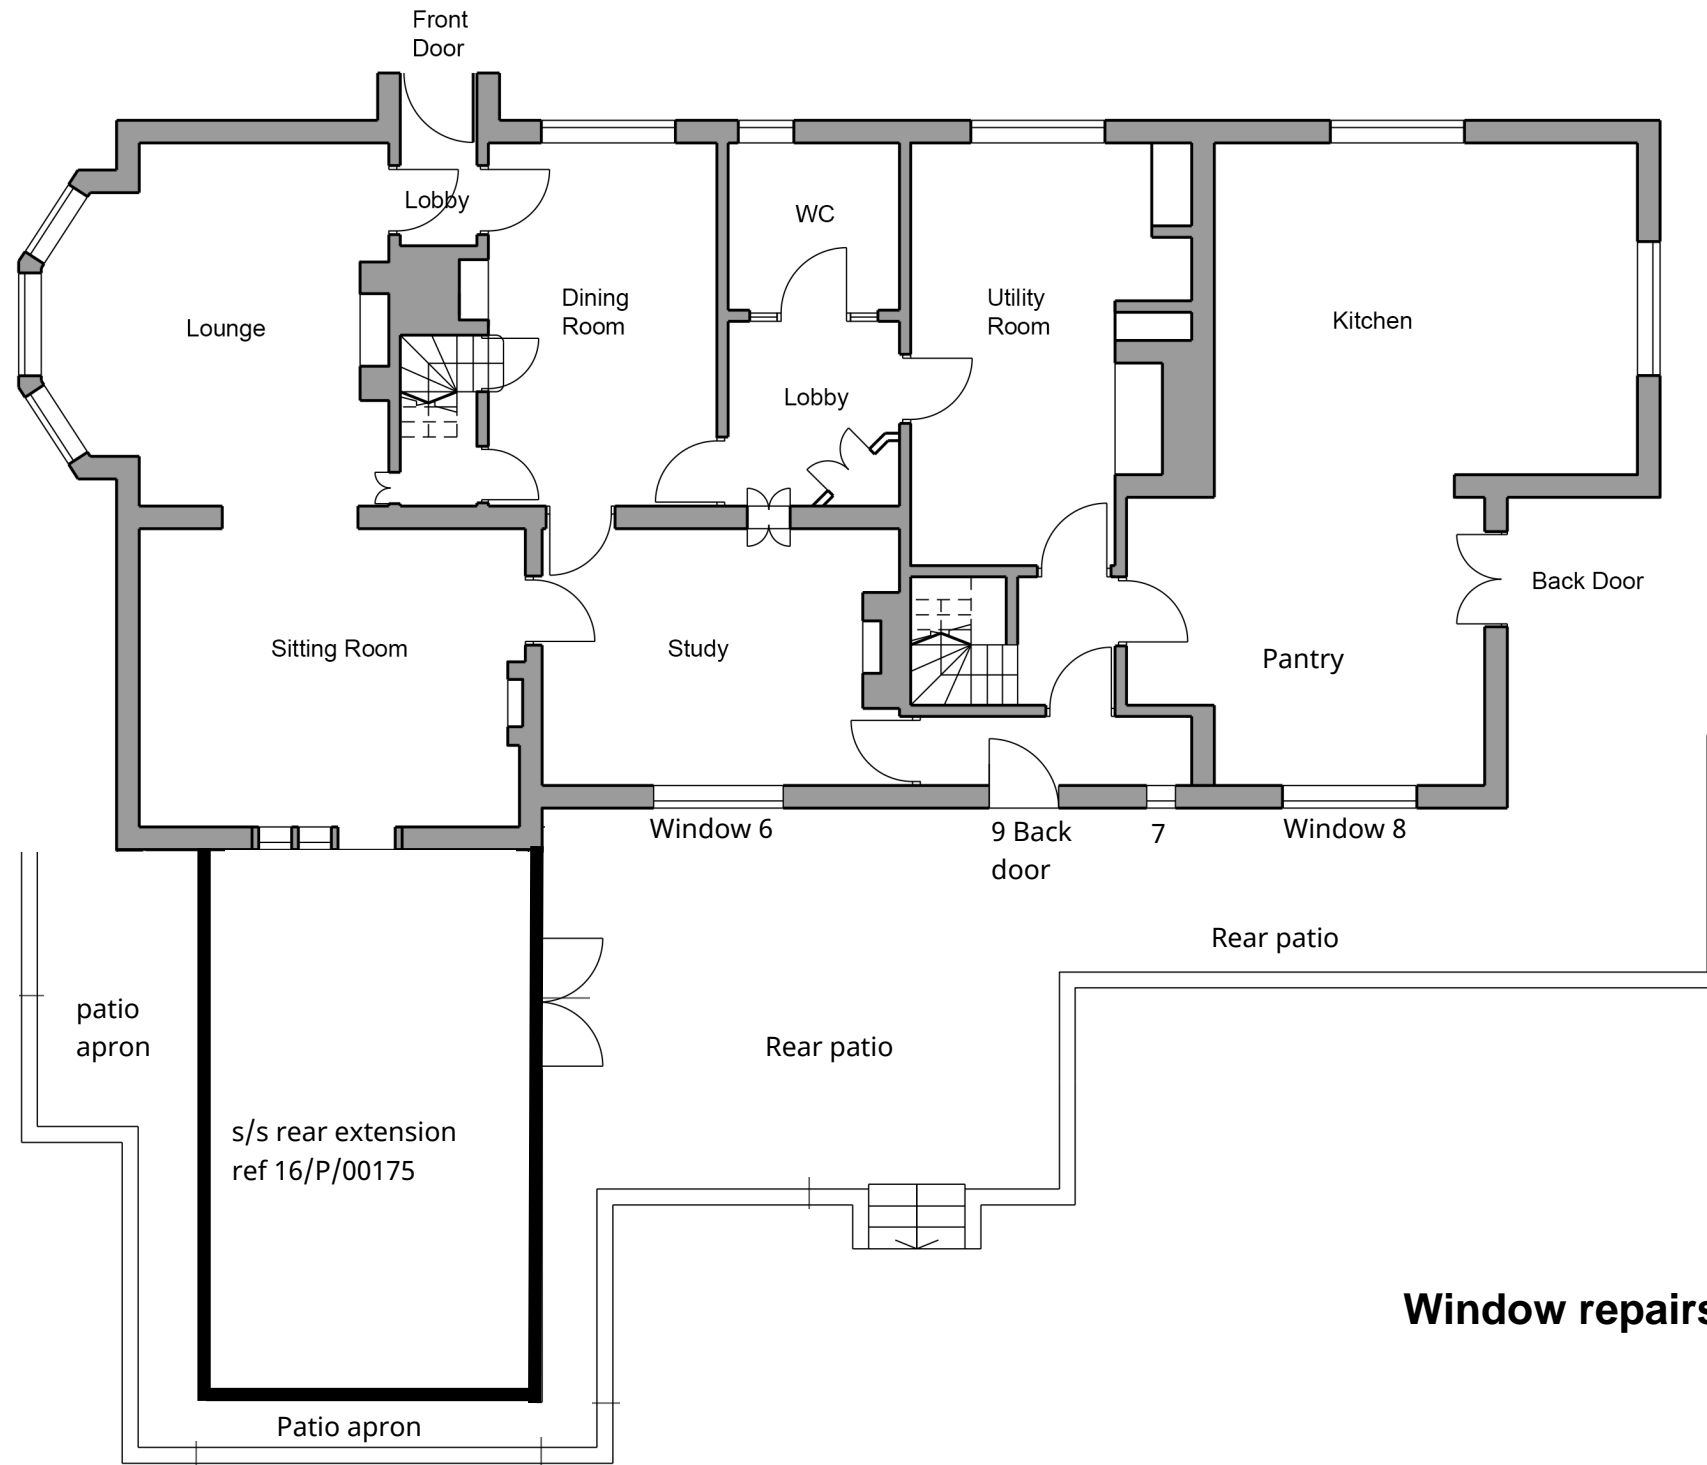 Front
Door
Lobby
WC
Dining
Room
Utility
Room
Lounge
Kitchen
Lobby
Back Door
Sitting Room
Study
Pantry
Window 6
9 Back
door
7
Window 8
Rear patio
patio
apron
Rear patio
s/s rear extension
ref 16/P/00175
Window repairs
Patio apron